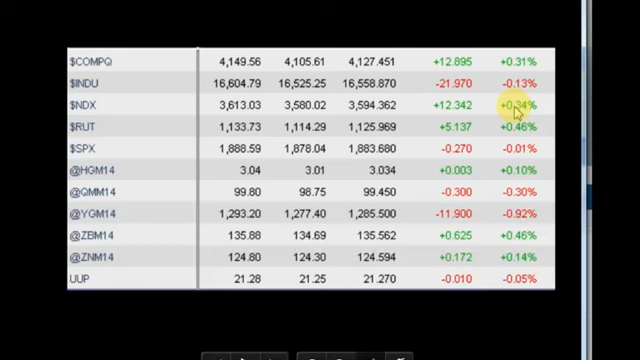 $COMPQ 4,149.56 4,105.61 4,127.451 +12.895 +0.31%
$INDU 16,604.79 16,525.25 16,558.870 -21.970 -0.13%
$NDX 3,613.03 3,580.02 3,594.362 +12.342 +0.34%
$RUT 1,133.73 1,114.29 1,125.969 +5.137 +0.46%
$SPX 1,888.59 1,878.04 1,883.680 -0.270 -0.01%
@HGM14 3.04 3.01 3.034 +0.003 +0.10%
@QMM14 99.80 98.75 99.450 -0.300 -0.30%
@YGM14 1,293.20 1,277.40 1,285.500 -11.900 -0.92%
@ZBM14 135.88 134.69 135.562 +0.625 +0.46%
@ZNM14 124.80 124.30 124.594 +0.172 +0.14%
UUP 21.28 21.25 21.270 -0.010 -0.05%